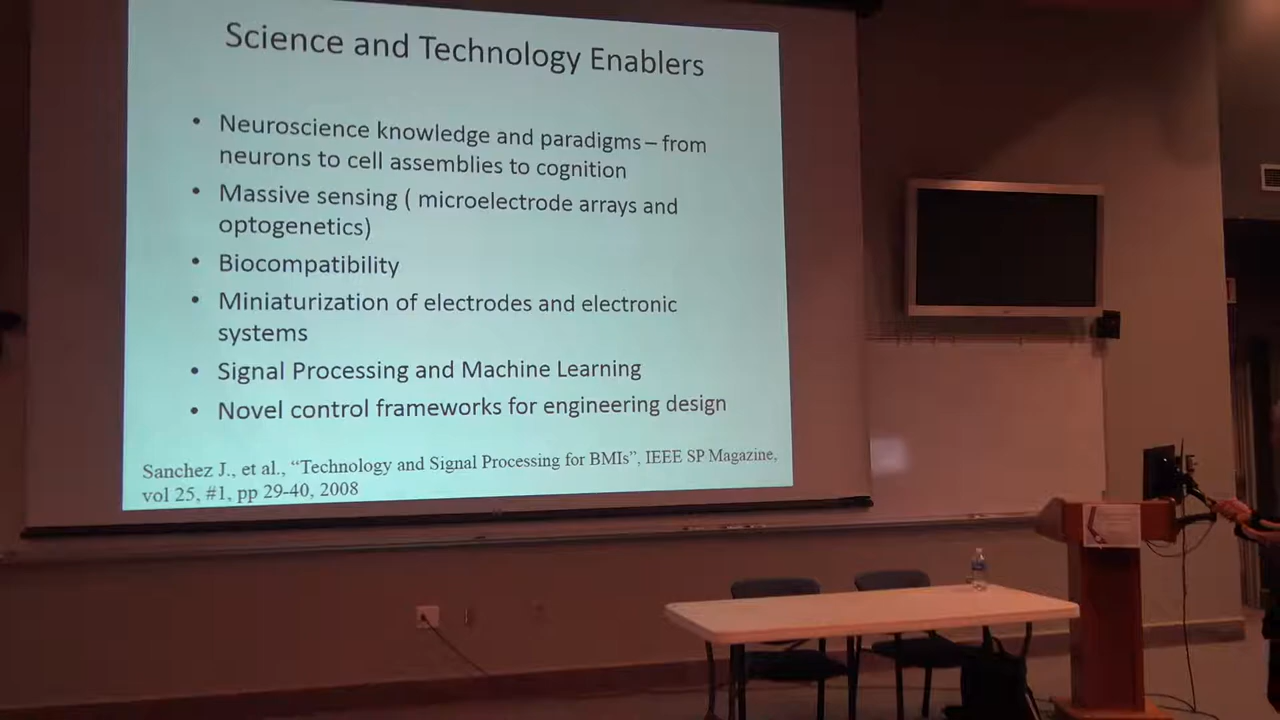 Science and Technology Enablers
• Neuroscience knowledge and paradigms – from
neurons to cell assemblies to cognition
• Massive sensing ( microelectrode arrays and
optogenetics)
• Biocompatibility
• Miniaturization of electrodes and electronic
systems
• Signal Processing and Machine Learning
• Novel control frameworks for engineering design
Sanchez J., et al., “Technology and Signal Processing for BMIs”, IEEE SP Magazine,
vol 25, #1, pp 29-40, 2008